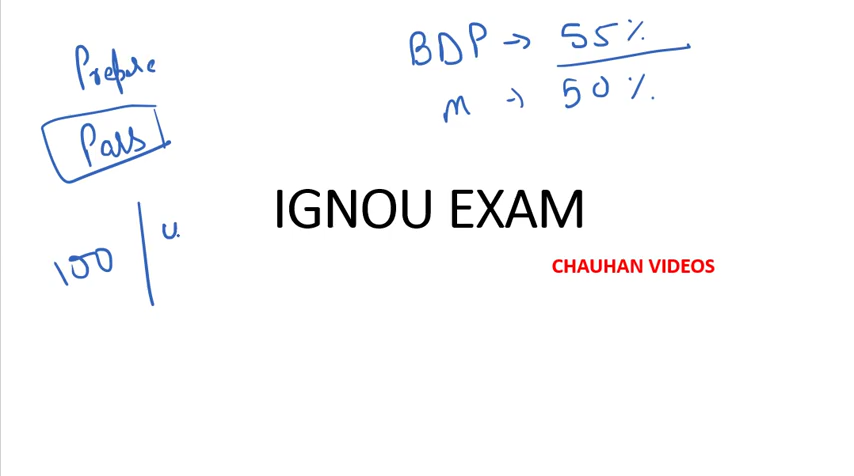 Prepare
Pass
100
u.
BDP → 55%
m → 50%
IGNOU EXAM
CHAUHAN VIDEOS